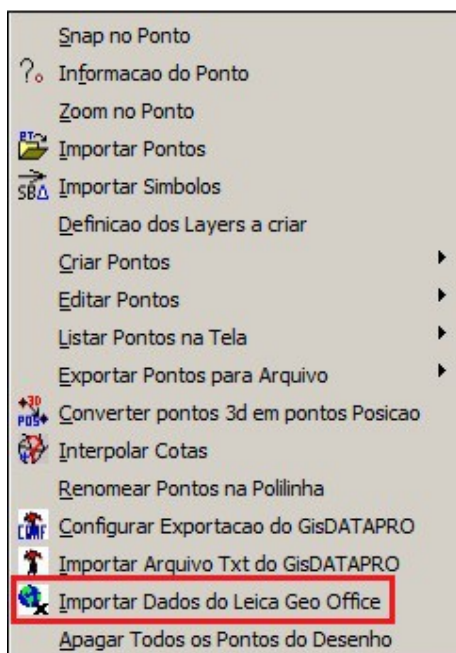 Snap no Ponto
Informacao do Ponto
Zoom no Ponto
Importar Pontos
Importar Simbolos
Definicao dos Layers a criar
Criar Pontos
Editar Pontos
Listar Pontos na Tela
Exportar Pontos para Arquivo
Converter pontos 3d em pontos Posicao
Interpolar Cotas
Renomear Pontos na Polilinha
Configurar Exportacao do GisDATAPRO
Importar Arquivo Txt do GisDATAPRO
Importar Dados do Leica Geo Office
Apagar Todos os Pontos do Desenho